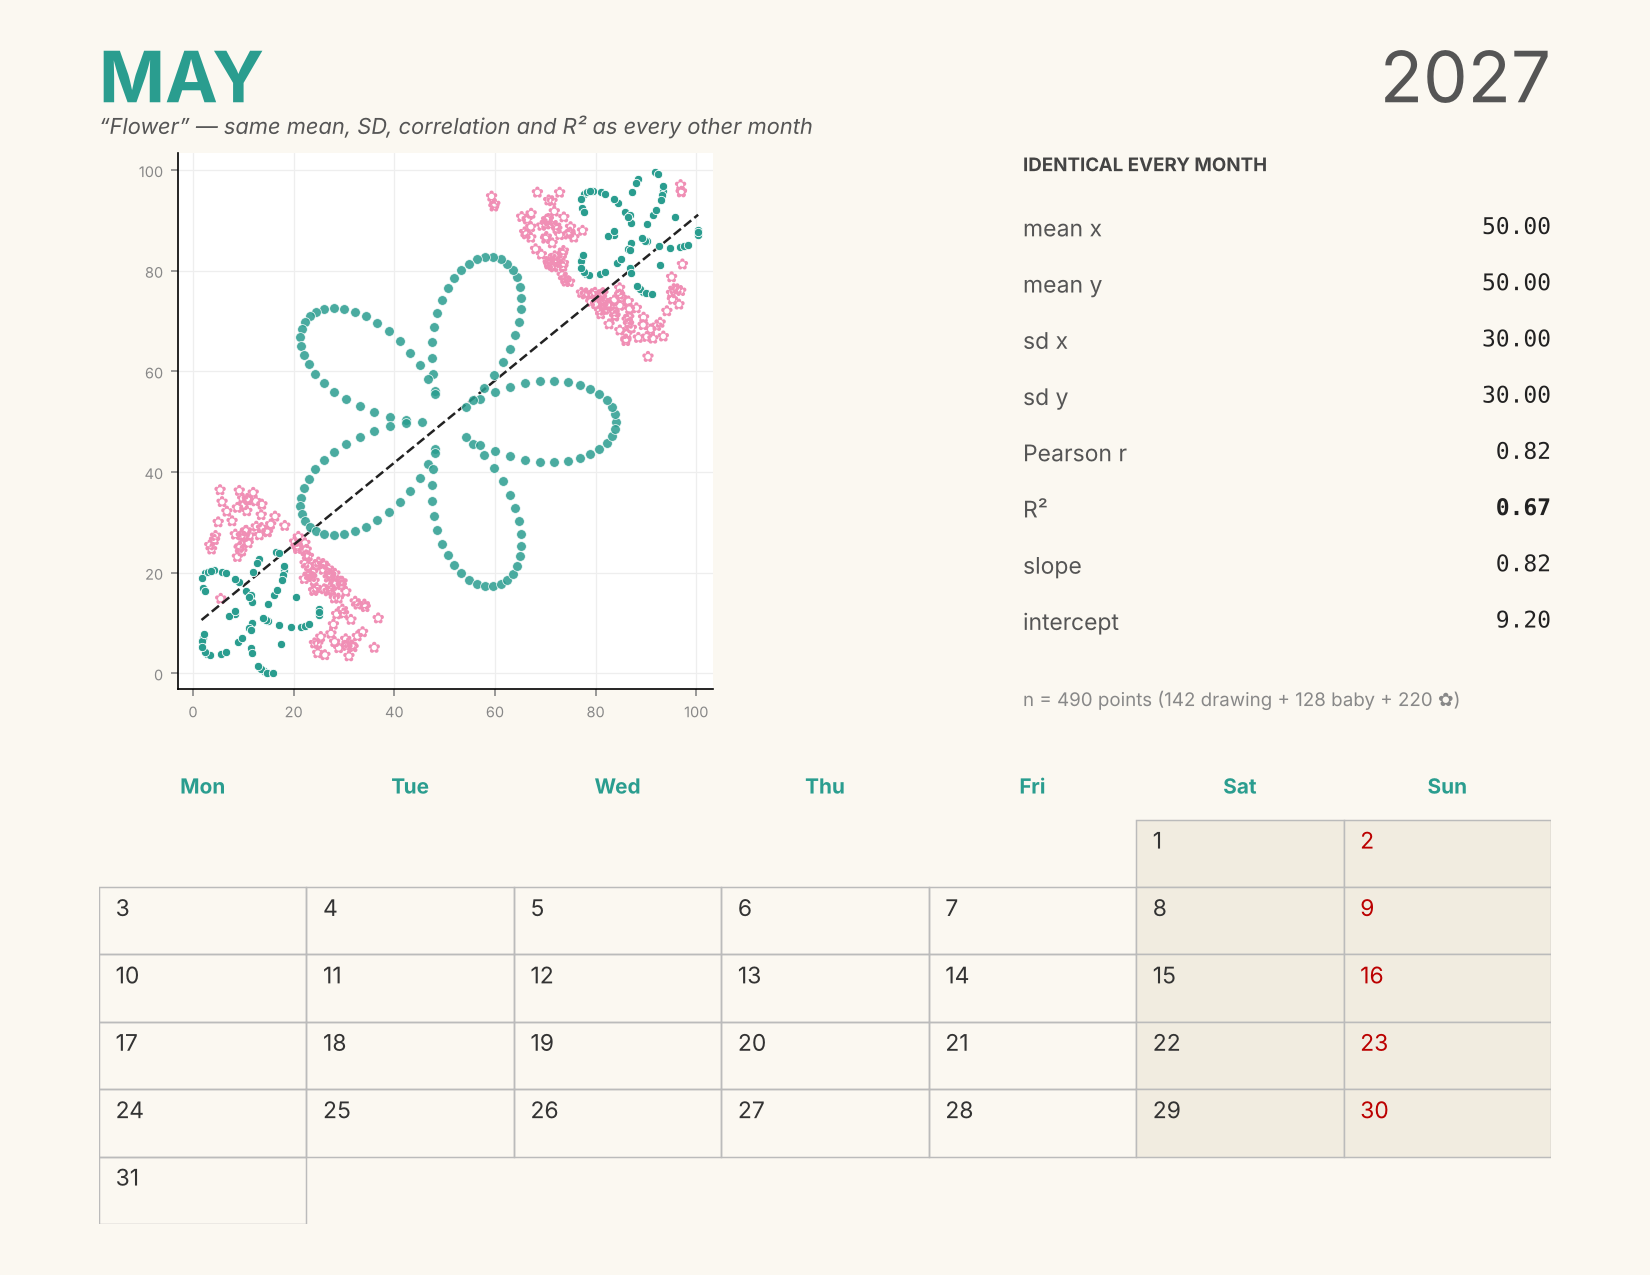 MAY 2027
“Flower” — same mean, SD, correlation and R² as every other month
IDENTICAL EVERY MONTH
mean x 50.00
mean y 50.00
sd x 30.00
sd y 30.00
Pearson r 0.82
R² 0.67
slope 0.82
intercept 9.20
n = 490 points (142 drawing + 128 baby + 220 ✿)
100
80
60
40
20
0
0 20 40 60 80 100
Mon Tue Wed Thu Fri Sat Sun
1 2
3 4 5 6 7 8 9
10 11 12 13 14 15 16
17 18 19 20 21 22 23
24 25 26 27 28 29 30
31